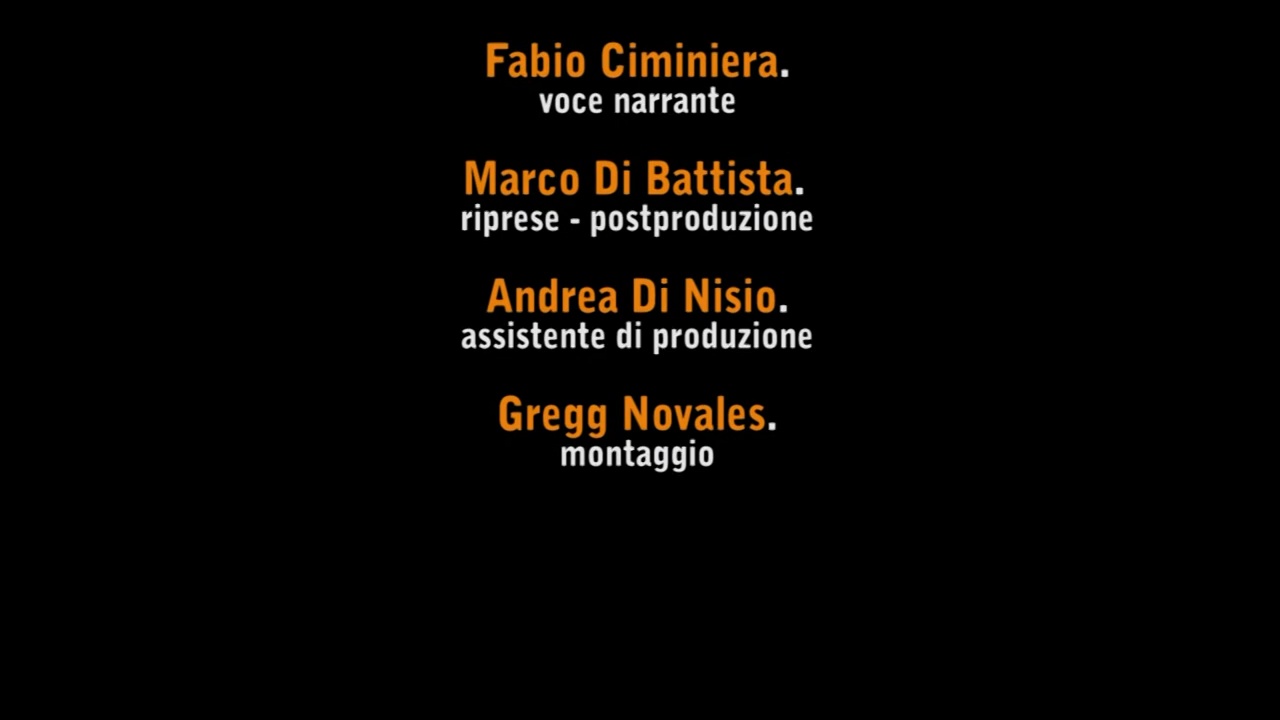 Fabio Ciminiera.
voce narrante
Marco Di Battista.
riprese - postproduzione
Andrea Di Nisio.
assistente di produzione
Gregg Novales.
montaggio